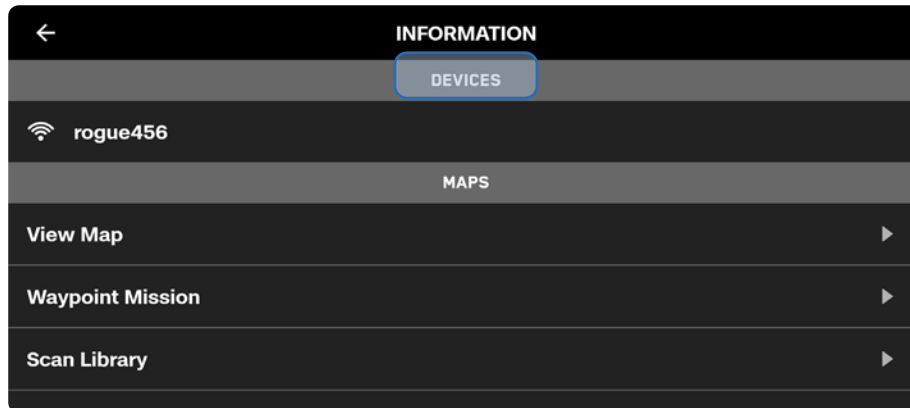 INFORMATION
DEVICES
rogue456
MAPS
View Map
Waypoint Mission
Scan Library